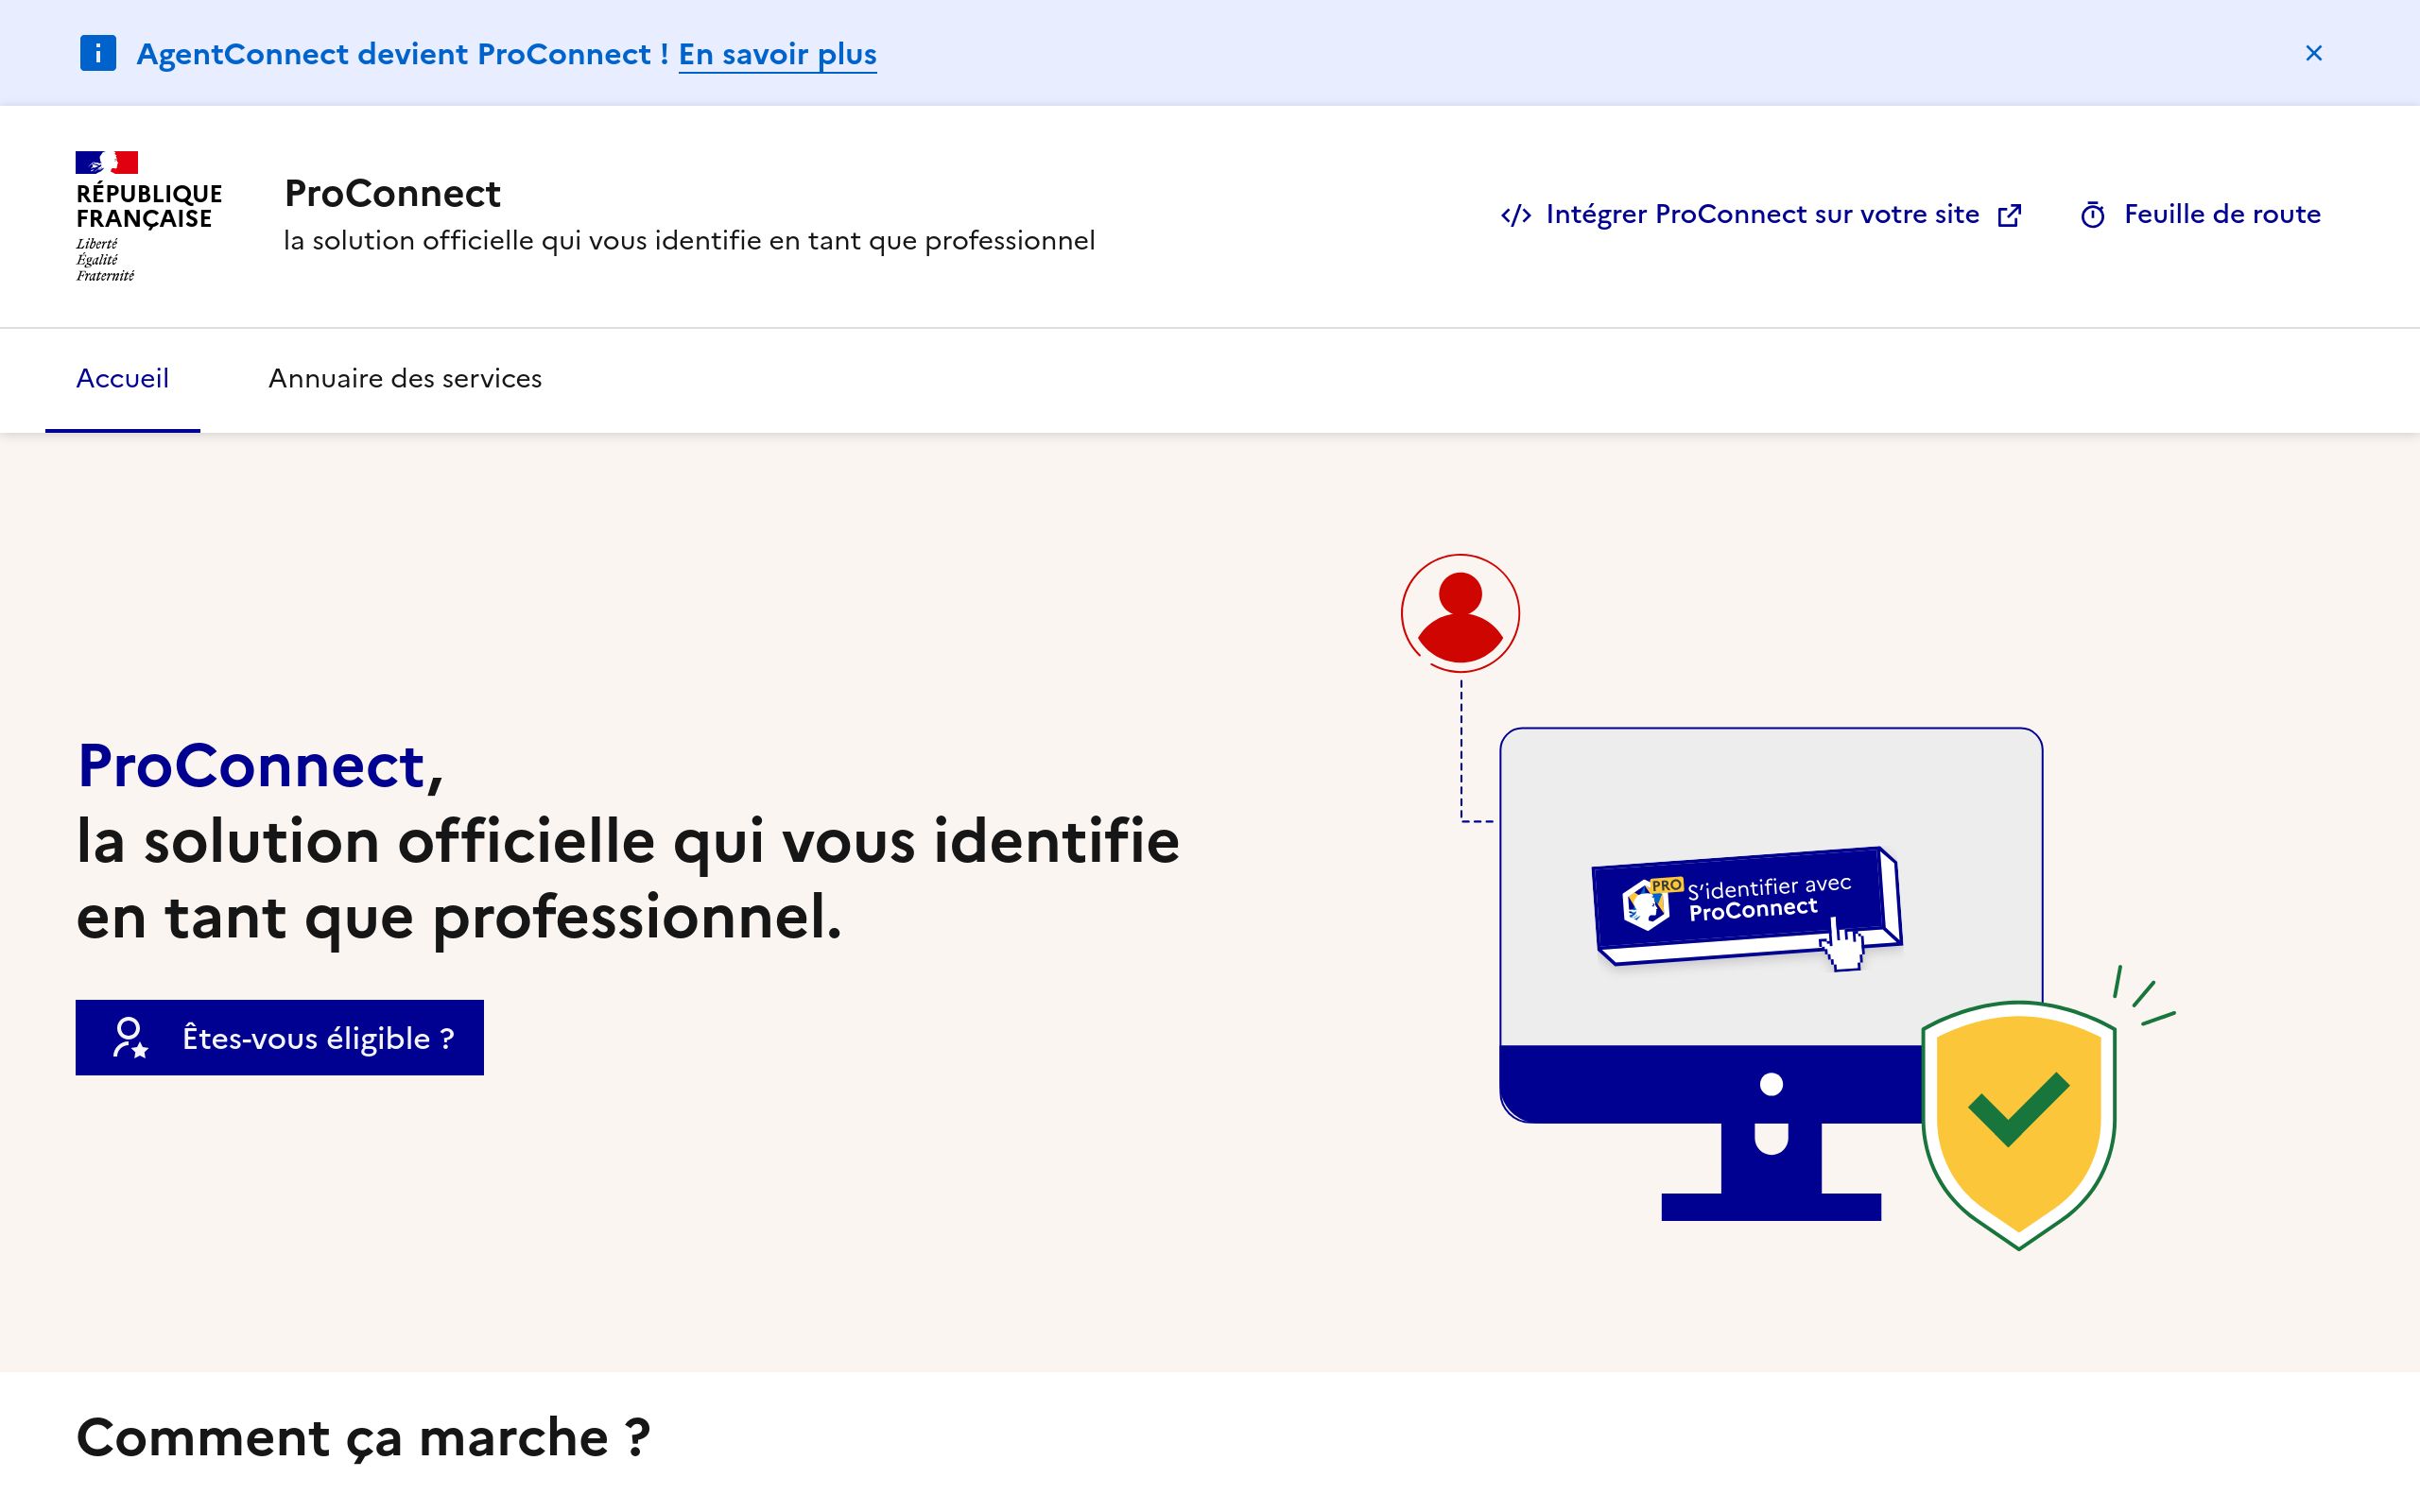 AgentConnect devient ProConnect ! En savoir plus
RÉPUBLIQUE
FRANÇAISE
Liberté
Égalité
Fraternité
ProConnect
la solution officielle qui vous identifie en tant que professionnel
Intégrer ProConnect sur votre site
Feuille de route
Accueil
Annuaire des services
ProConnect,
la solution officielle qui vous identifie
en tant que professionnel.
Êtes-vous éligible ?
PRO
S’identifier avec
ProConnect
Comment ça marche ?